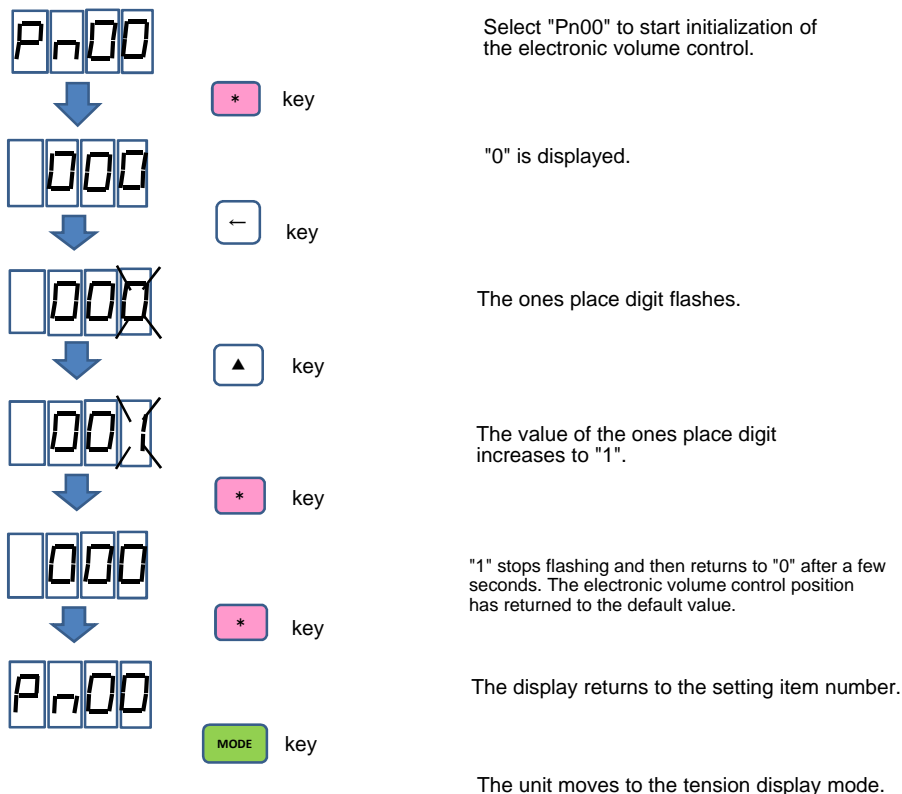 Pn00
Select "Pn00" to start initialization of
the electronic volume control.
* key
000
"0" is displayed.
← key
000
The ones place digit flashes.
▲ key
001
The value of the ones place digit
increases to "1".
* key
000
"1" stops flashing and then returns to "0" after a few
seconds. The electronic volume control position
has returned to the default value.
* key
Pn00
The display returns to the setting item number.
MODE key
The unit moves to the tension display mode.